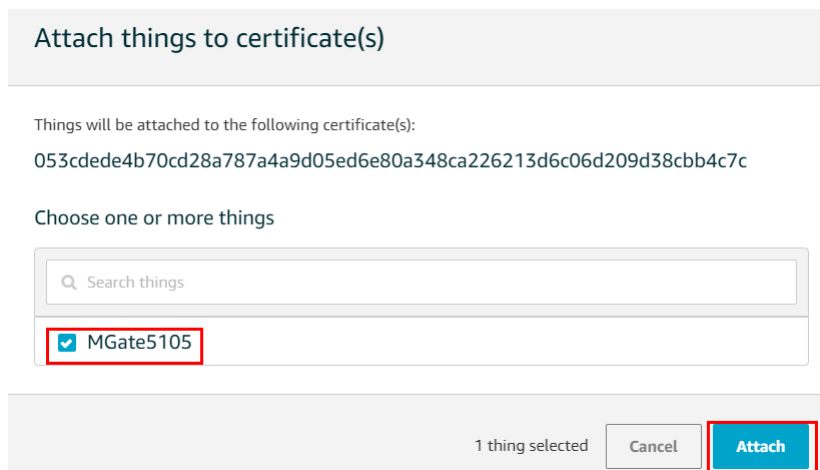 Attach things to certificate(s)
Things will be attached to the following certificate(s):
053cdede4b70cd28a787a4a9d05ed6e80a348ca226213d6c06d209d38cbb4c7c
Choose one or more things
Search things
MGate5105
1 thing selected Cancel Attach